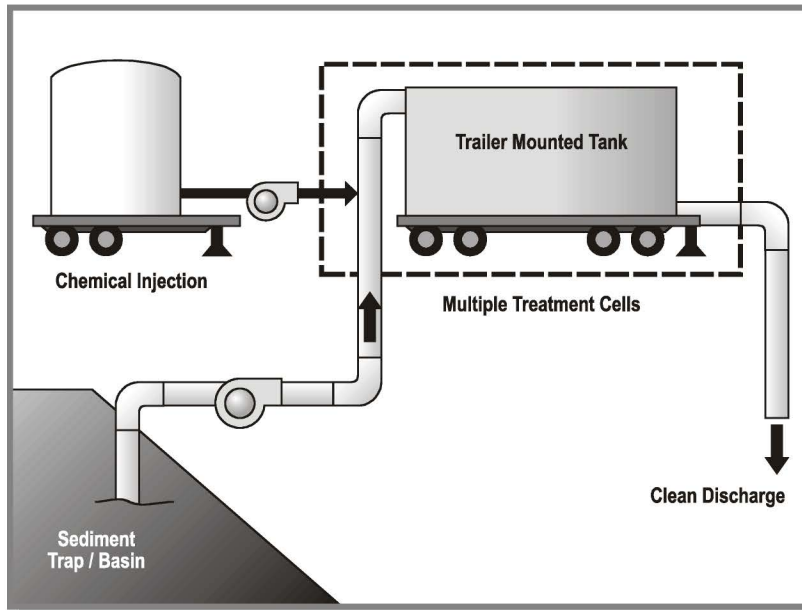 Trailer Mounted Tank
Chemical Injection
Multiple Treatment Cells
Clean Discharge
Sediment
Trap / Basin